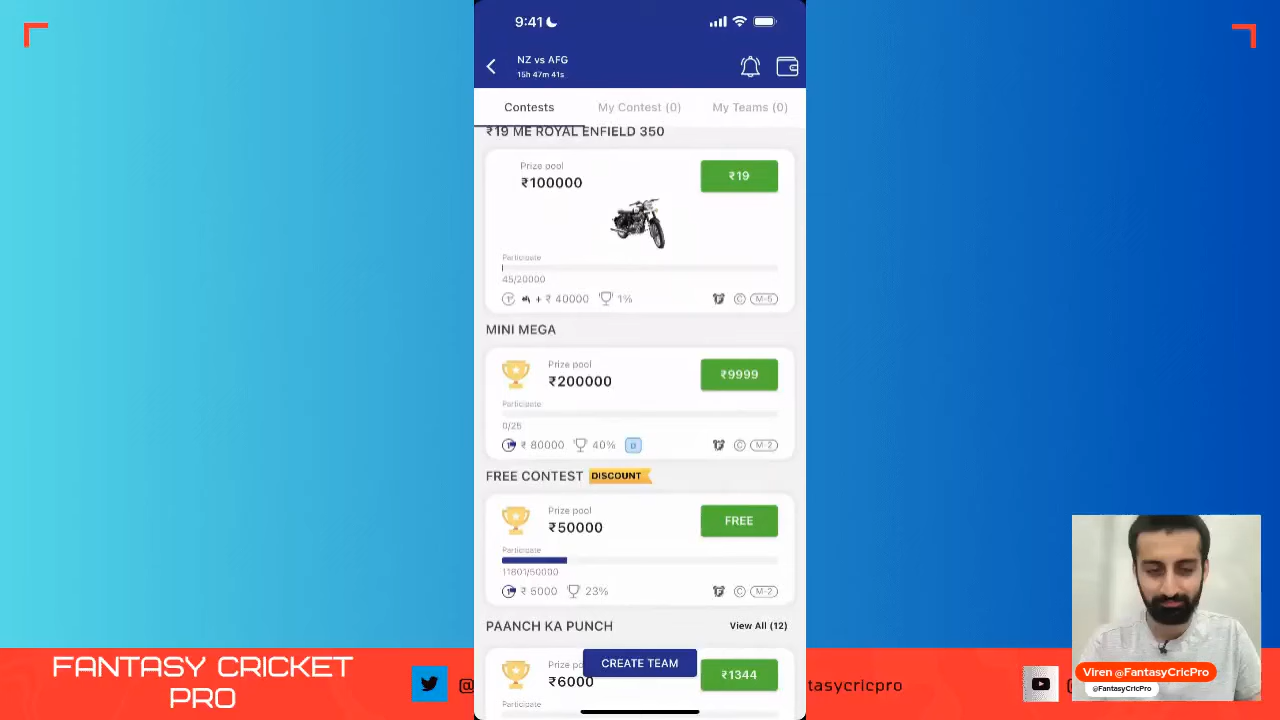 9:41
NZ vs AFG
15h 47m 41s
Contests
My Contest (0)
My Teams (0)
₹19 ME ROYAL ENFIELD 350
Prize pool
₹100000
₹19
Participate
45/20000
+ ₹ 40000
1%
C
M-5
MINI MEGA
Prize pool
₹200000
₹9999
Participate
0/25
₹ 80000
40%
C
M-2
FREE CONTEST
DISCOUNT
Prize pool
₹50000
FREE
Participate
11801/50000
₹ 5000
23%
C
M-2
PAANCH KA PUNCH
View All (12)
₹6000
CREATE TEAM
₹1344
Participate
FANTASY CRICKET
PRO
tasycricpro
Viren @FantasyCricPro
@FantasyCricPro